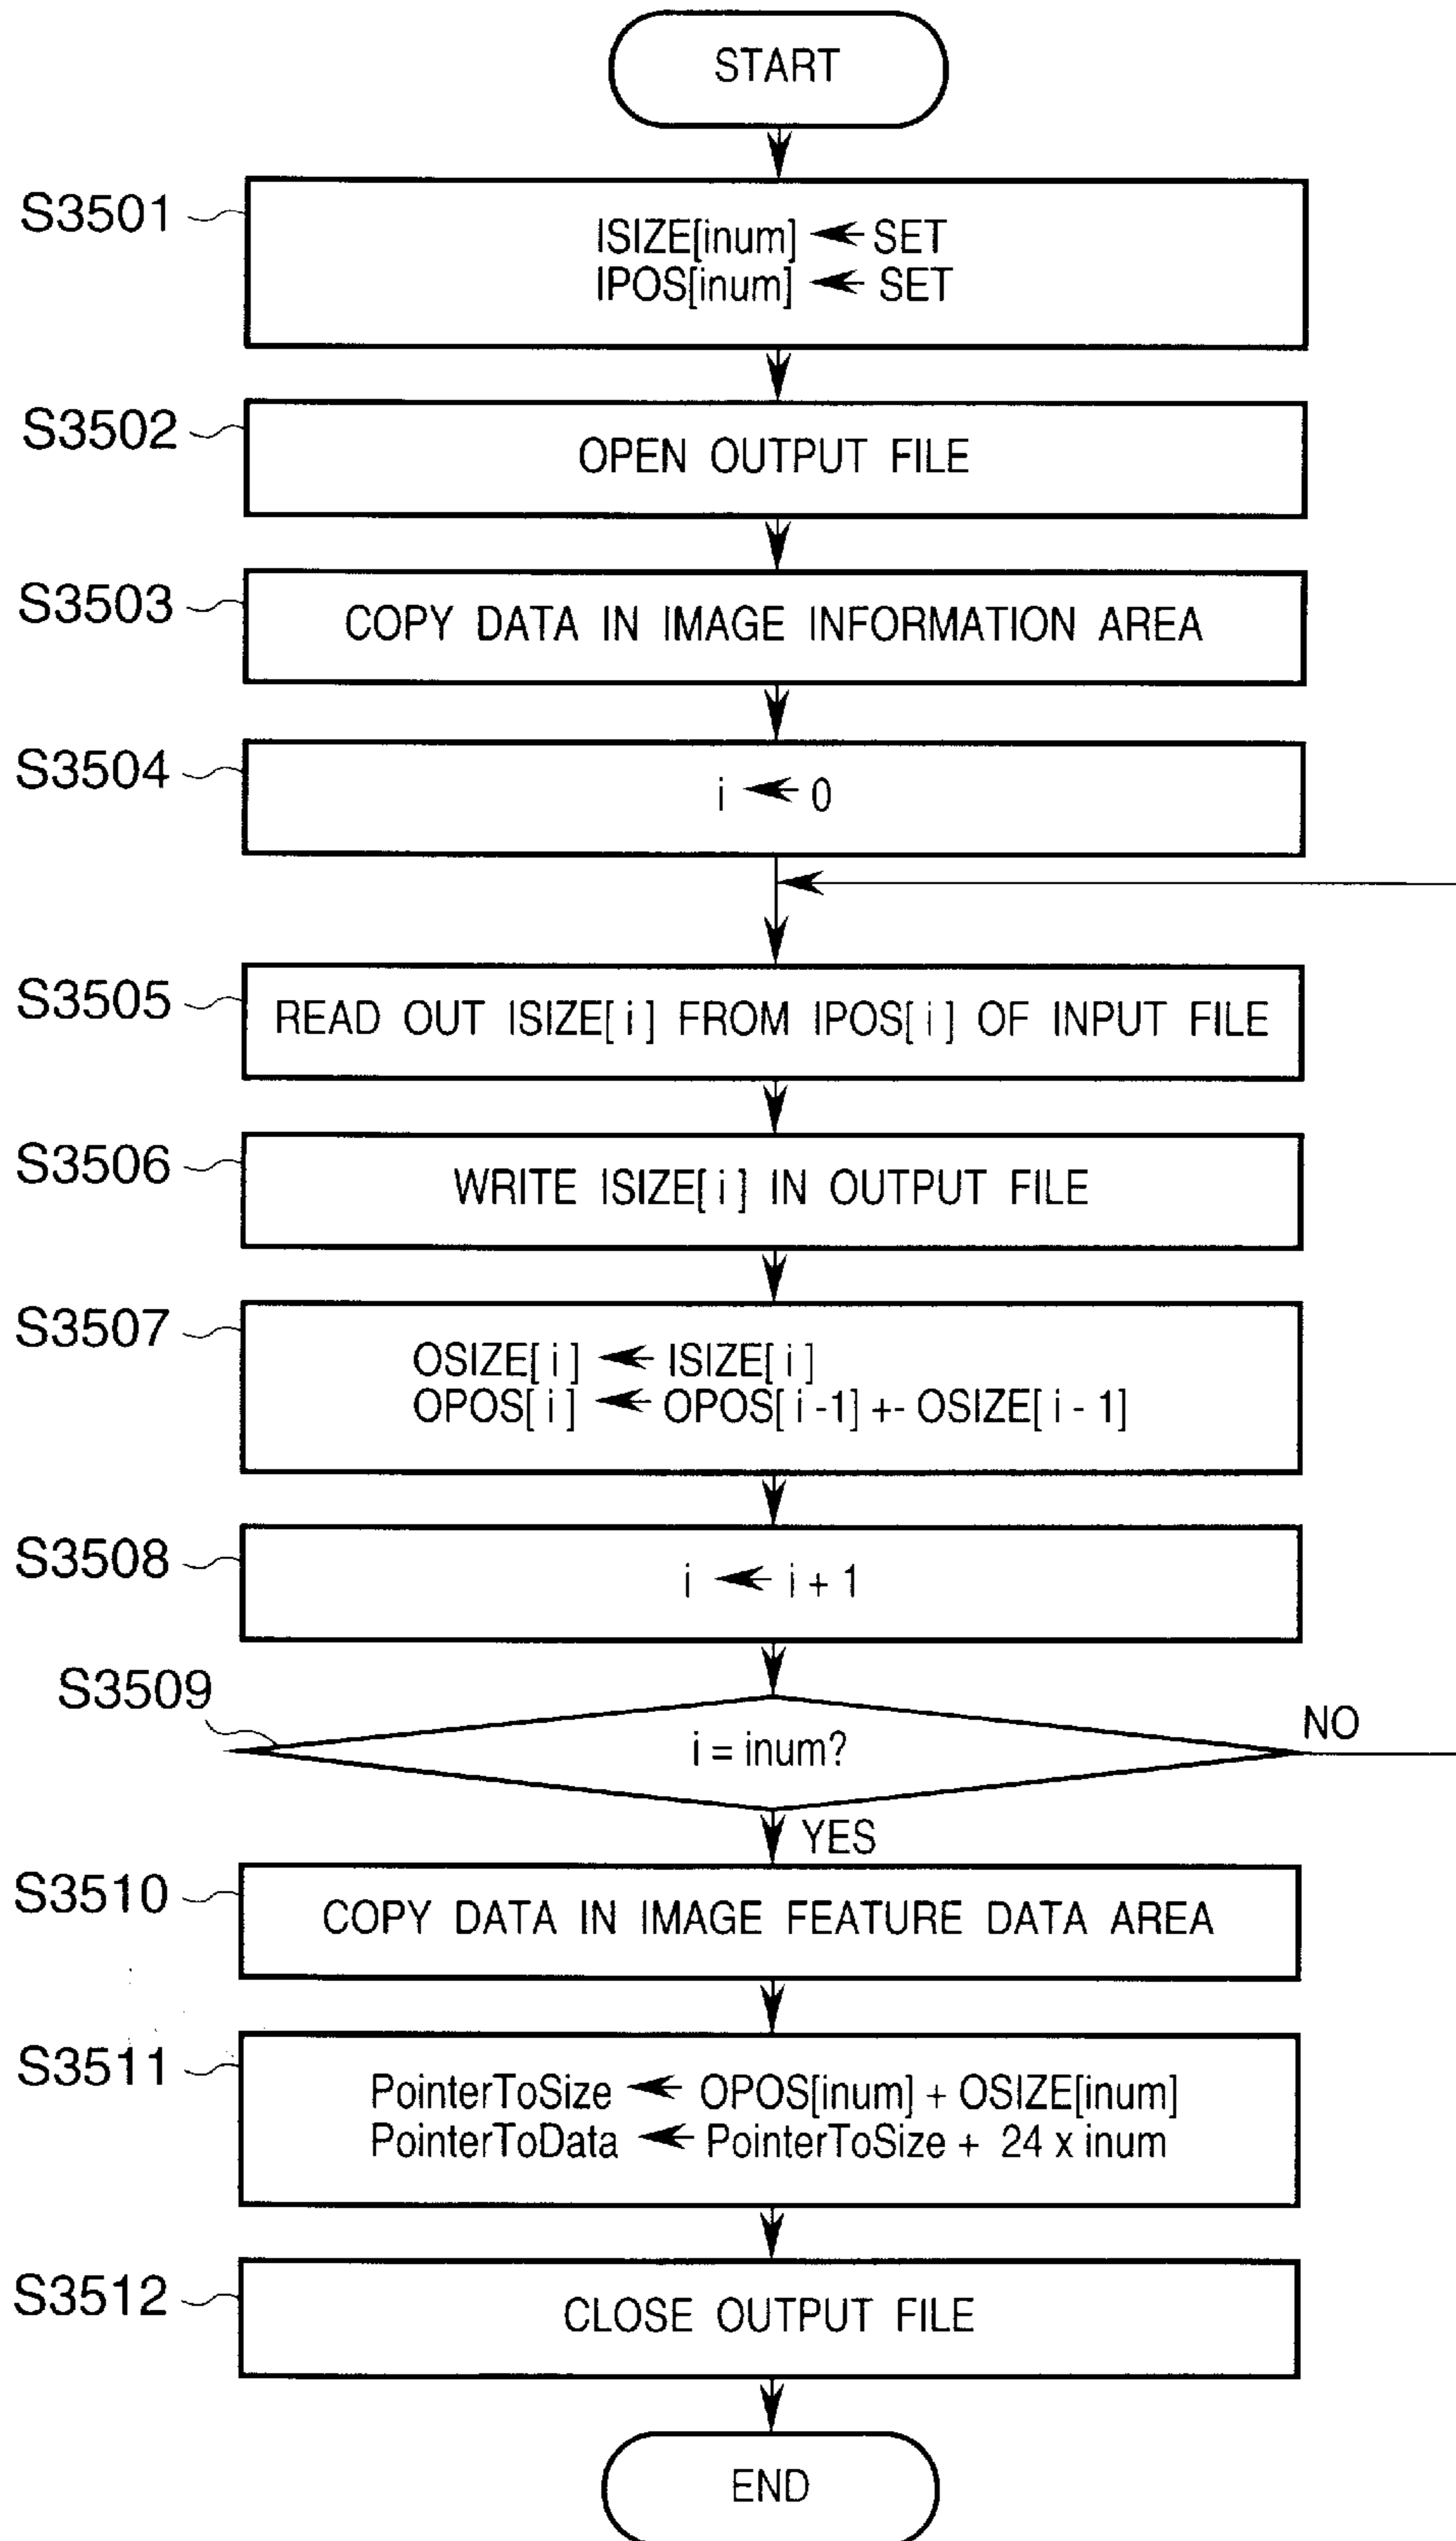 START
S3501
ISIZE[inum] ← SET
IPOS[inum] ← SET
S3502
OPEN OUTPUT FILE
S3503
COPY DATA IN IMAGE INFORMATION AREA
S3504
i ← 0
S3505
READ OUT ISIZE[ i ] FROM IPOS[ i ] OF INPUT FILE
S3506
WRITE ISIZE[ i ] IN OUTPUT FILE
S3507
OSIZE[ i ] ← ISIZE[ i ]
OPOS[ i ] ← OPOS[ i -1] +- OSIZE[ i - 1]
S3508
i ← i + 1
S3509
i = inum?
NO
YES
S3510
COPY DATA IN IMAGE FEATURE DATA AREA
S3511
PointerToSize ← OPOS[inum] + OSIZE[inum]
PointerToData ← PointerToSize + 24 x inum
S3512
CLOSE OUTPUT FILE
END